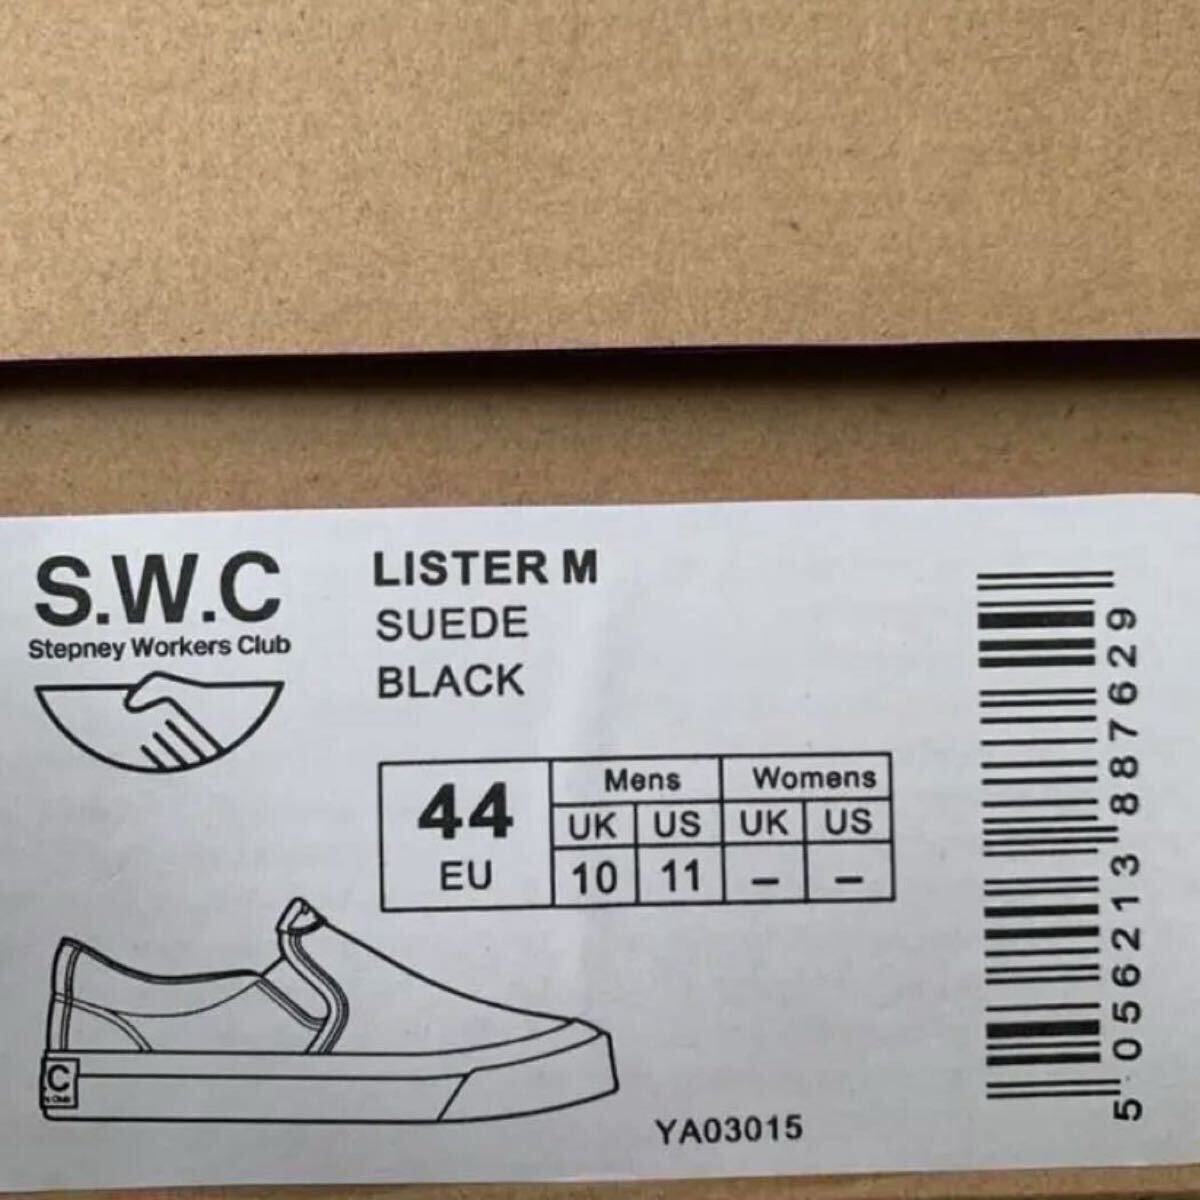 S.W.C
Stepney Workers Club
LISTER M
SUEDE
BLACK
44
EU
Mens Womens
UK US UK US
10 11 – –
C
YA03015
5 056213 887629